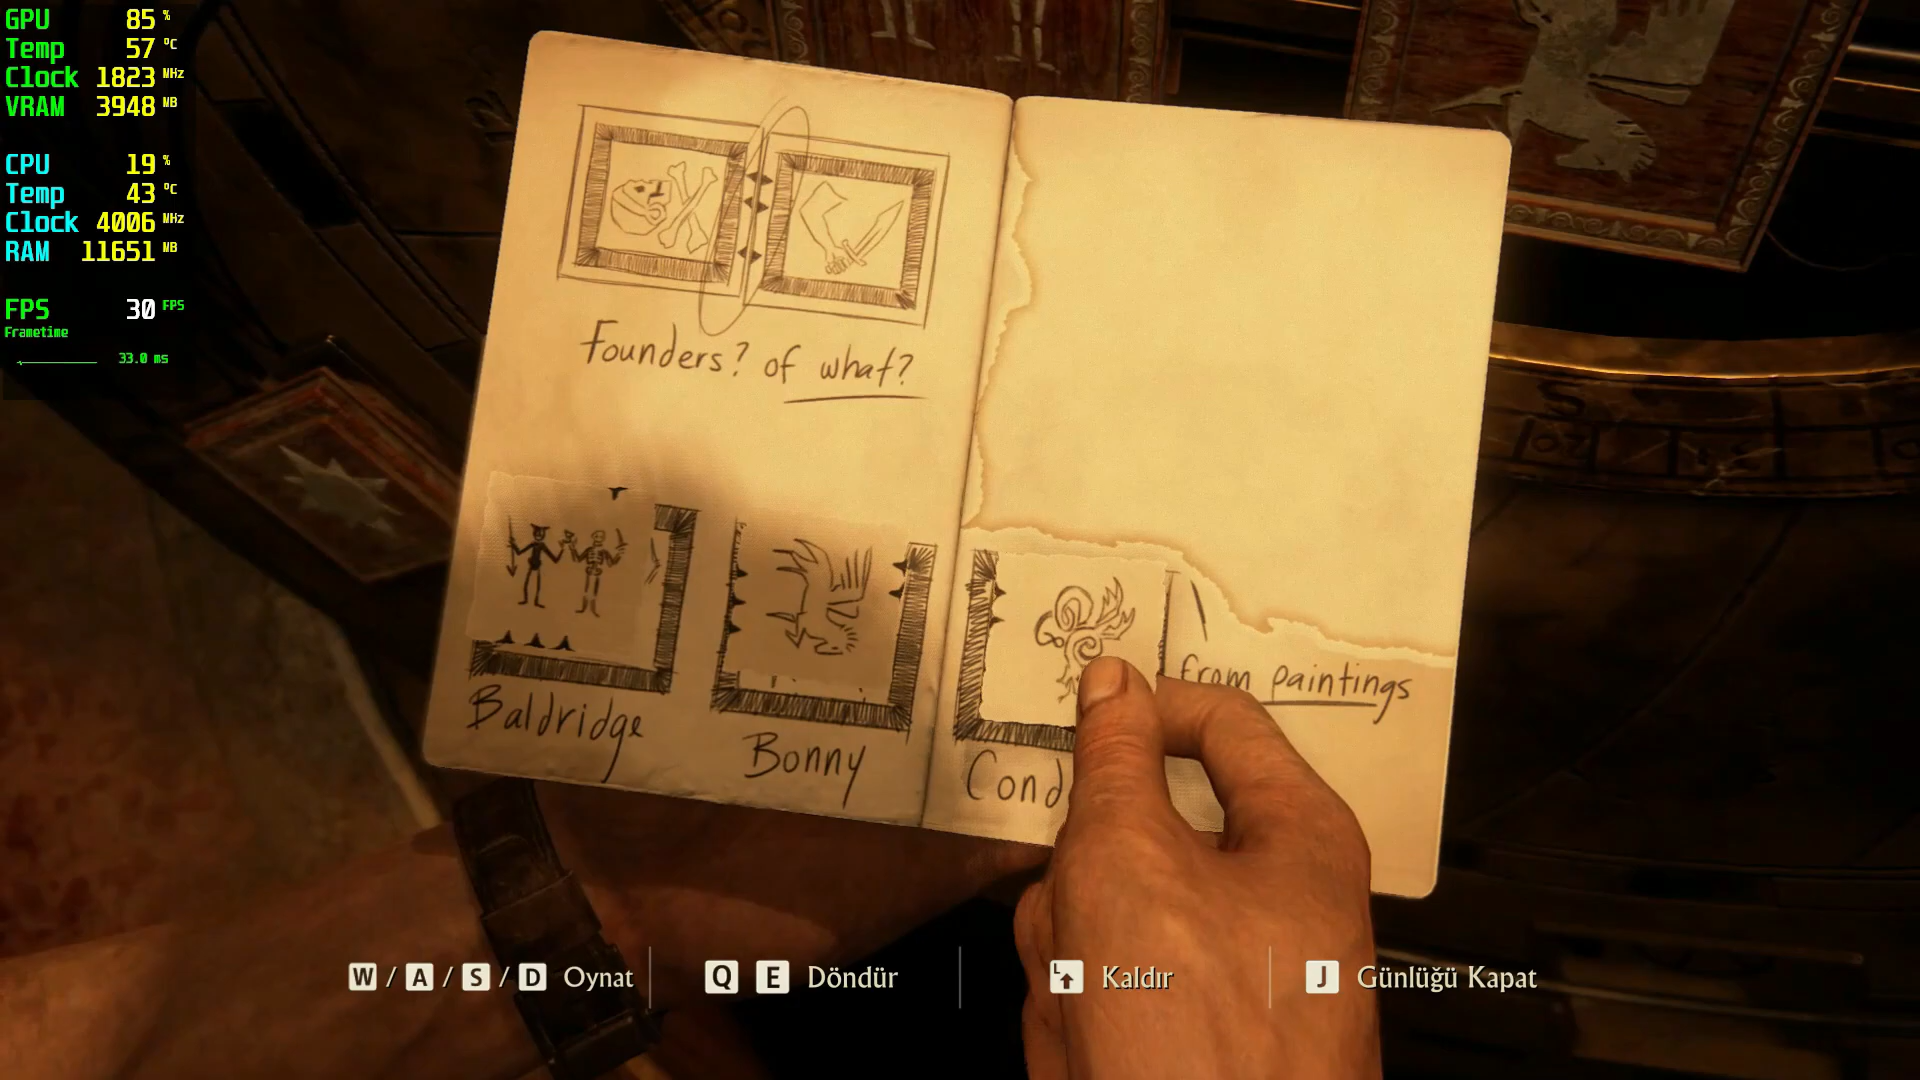 GPU 85 %
Temp 57 °C
Clock 1823 MHz
VRAM 3948 MB
CPU 19 %
Temp 43 °C
Clock 4006 MHz
RAM 11651 MB
FPS 30 FPS
Frametime
33.0 ms
Founders? of what?
Baldridge
Bonny
Cond
from paintings
W / A / S / D Oynat
Q E Döndür
L Kaldır
J Günlüğü Kapat